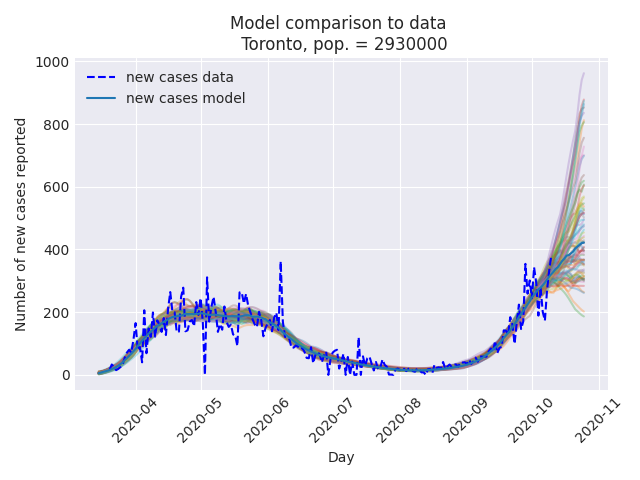 Model comparison to data
Toronto, pop. = 2930000
new cases data
new cases model
Number of new cases reported
1000
800
600
400
200
0
2020-04
2020-05
2020-06
2020-07
2020-08
2020-09
2020-10
2020-11
Day